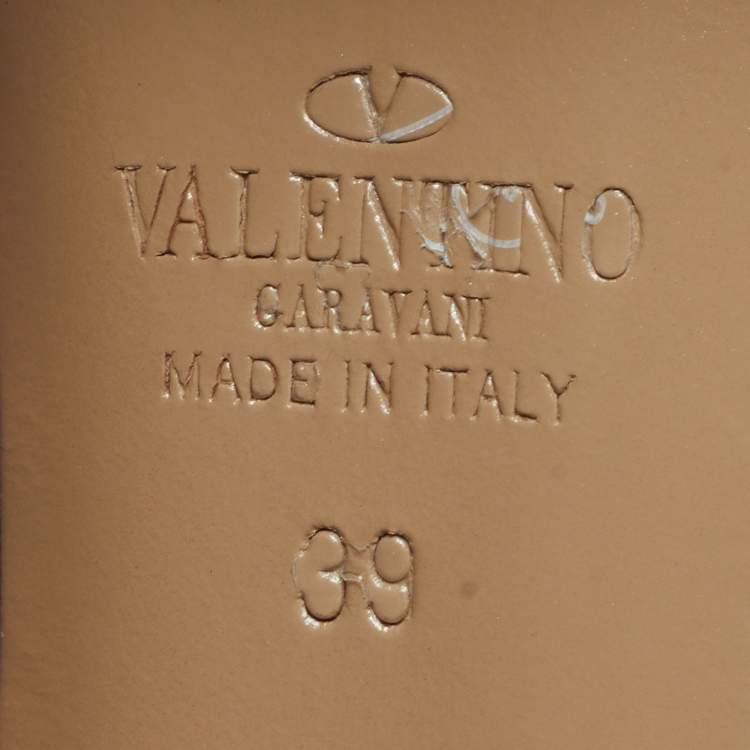 V
VALENTINO
GARAVANI
MADE IN ITALY
39